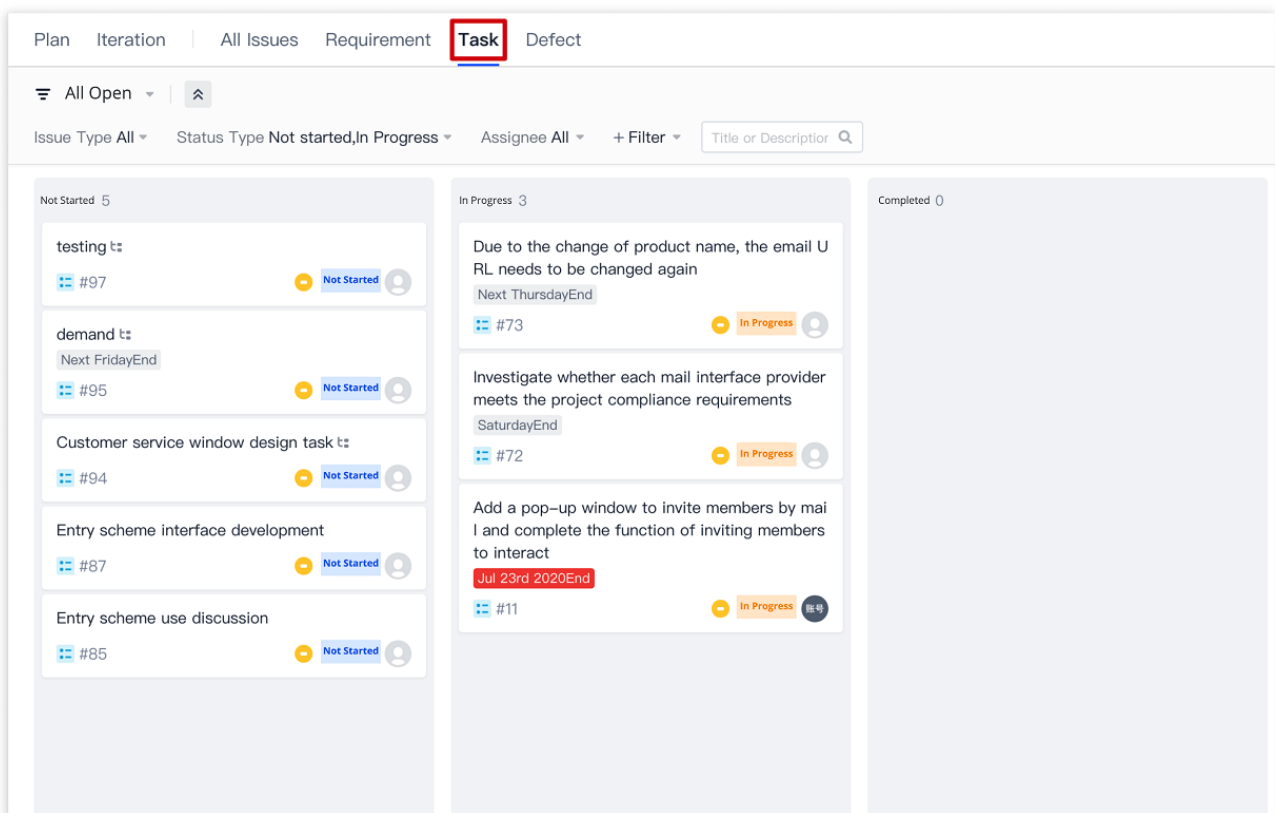 Plan Iteration All Issues Requirement Task Defect
All Open
Issue Type All Status Type Not started,In Progress Assignee All + Filter Title or Description
Not Started 5
testing
#97 Not Started
demand
Next FridayEnd
#95 Not Started
Customer service window design task
#94 Not Started
Entry scheme interface development
#87 Not Started
Entry scheme use discussion
#85 Not Started
In Progress 3
Due to the change of product name, the email U
RL needs to be changed again
Next ThursdayEnd
#73 In Progress
Investigate whether each mail interface provider
meets the project compliance requirements
SaturdayEnd
#72 In Progress
Add a pop-up window to invite members by mai
l and complete the function of inviting members
to interact
Jul 23rd 2020End
#11 In Progress 账号
Completed 0